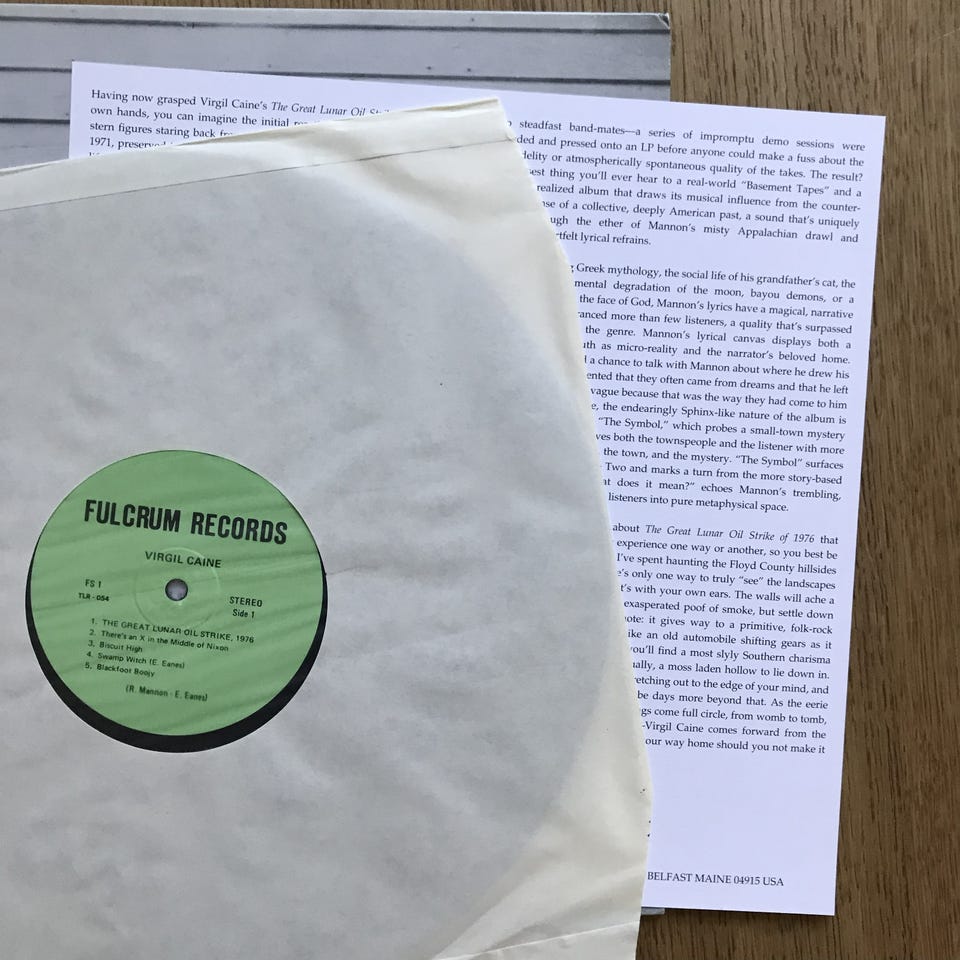 Having now grasped Virgil Caine's The Great Lunar Oil
own hands, you can imagine the initial
stern figures staring back
1971,
steadfast band-mates—a series of impromptu demo sessions were
and pressed onto an LP before anyone could make a fuss about the
or atmospherically spontaneous quality of the takes. The result?
thing you'll ever hear to a real-world "Basement Tapes" and a
realized album that draws its musical influence from the counter-
of a collective, deeply American past, a sound that's uniquely
the ether of Mannon's misty Appalachian drawl and
lyrical refrains.
Greek mythology, the social life of his grandfather's cat, the
degradation of the moon, bayou demons, or a
the face of God, Mannon's lyrics have a magical, narrative
more than few listeners, a quality that's surpassed
the genre. Mannon's lyrical canvas displays both a
as micro-reality and the narrator's beloved home.
a chance to talk with Mannon about where he drew his
that they often came from dreams and that he left
vague because that was the way they had come to him
the endearingly Sphinx-like nature of the album is
"The Symbol," which probes a small-town mystery
both the townspeople and the listener with more
the town, and the mystery. "The Symbol" surfaces
Two and marks a turn from the more story-based
does it mean?" echoes Mannon's trembling,
listeners into pure metaphysical space.
about The Great Lunar Oil Strike of 1976 that
experience one way or another, so you best be
I've spent haunting the Floyd County hillsides
only one way to truly "see" the landscapes
with your own ears. The walls will ache a
exasperated poof of smoke, but settle down
it gives way to a primitive, folk-rock
an old automobile shifting gears as it
you'll find a most slyly Southern charisma
a moss laden hollow to lie down in.
out to the edge of your mind, and
be days more beyond that. As the eerie
come full circle, from womb to tomb,
Virgil Caine comes forward from the
our way home should you not make it
BELFAST MAINE 04915 USA
FULCRUM RECORDS
VIRGIL CAINE
FS 1
TLR - 054
STEREO
Side 1
1. THE GREAT LUNAR OIL STRIKE, 1976
2. There's an X in the Middle of Nixon
3. Biscuit High
4. Swamp Witch (E. Eanes)
5. Blackfoot Boojy
(R. Mannon - E. Eanes)